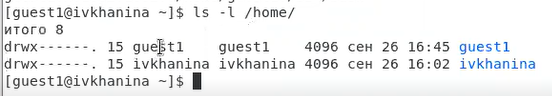 [guest1@ivkhanina ~]$ ls -l /home/
итого 8
drwx------. 15 guest1    guest1    4096 сен 26 16:45 guest1
drwx------. 15 ivkhanina ivkhanina 4096 сен 26 16:02 ivkhanina
[guest1@ivkhanina ~]$